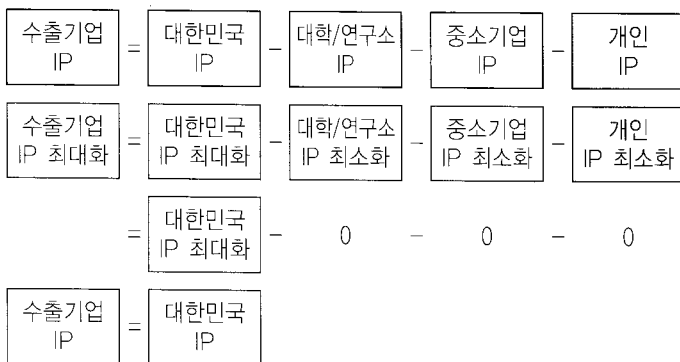 수출기업 = 대한민국 - 대학/연구소 - 중소기업 - 개인
IP IP IP IP IP
수출기업 = 대한민국 - 대학/연구소 - 중소기업 - 개인
IP 최대화 IP 최대화 IP 최소화 IP 최소화 IP 최소화
= 대한민국 - 0 - 0 - 0
IP 최대화
수출기업 = 대한민국
IP IP